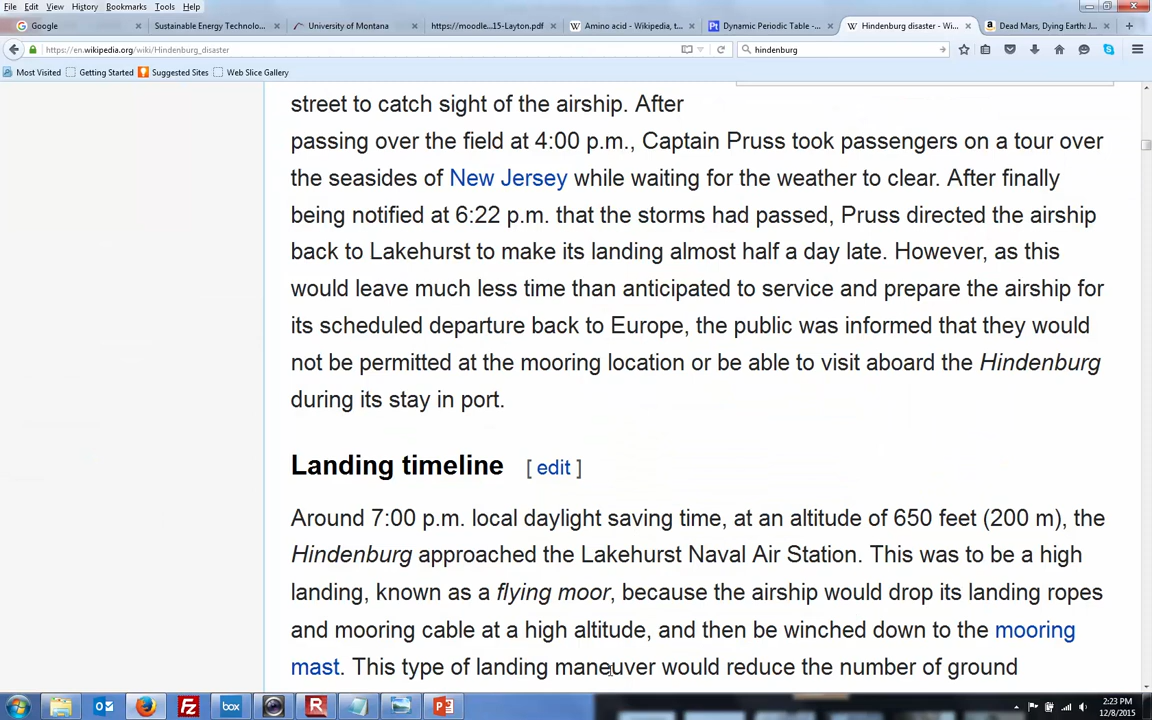 File Edit View History Bookmarks Tools Help
Google × Sustainable Energy Technolo... × University of Montana × https://moodle....15-Layton.pdf × Amino acid - Wikipedia, t... × Dynamic Periodic Table -... × Hindenburg disaster - Wi... × Dead Mars, Dying Earth: J... ×
https://en.wikipedia.org/wiki/Hindenburg_disaster hindenburg
Most Visited Getting Started Suggested Sites Web Slice Gallery
street to catch sight of the airship. After
passing over the field at 4:00 p.m., Captain Pruss took passengers on a tour over
the seasides of New Jersey while waiting for the weather to clear. After finally
being notified at 6:22 p.m. that the storms had passed, Pruss directed the airship
back to Lakehurst to make its landing almost half a day late. However, as this
would leave much less time than anticipated to service and prepare the airship for
its scheduled departure back to Europe, the public was informed that they would
not be permitted at the mooring location or be able to visit aboard the Hindenburg
during its stay in port.
Landing timeline [ edit ]
Around 7:00 p.m. local daylight saving time, at an altitude of 650 feet (200 m), the
Hindenburg approached the Lakehurst Naval Air Station. This was to be a high
landing, known as a flying moor, because the airship would drop its landing ropes
and mooring cable at a high altitude, and then be winched down to the mooring
mast. This type of landing maneuver would reduce the number of ground
box
2:23 PM
12/8/2015